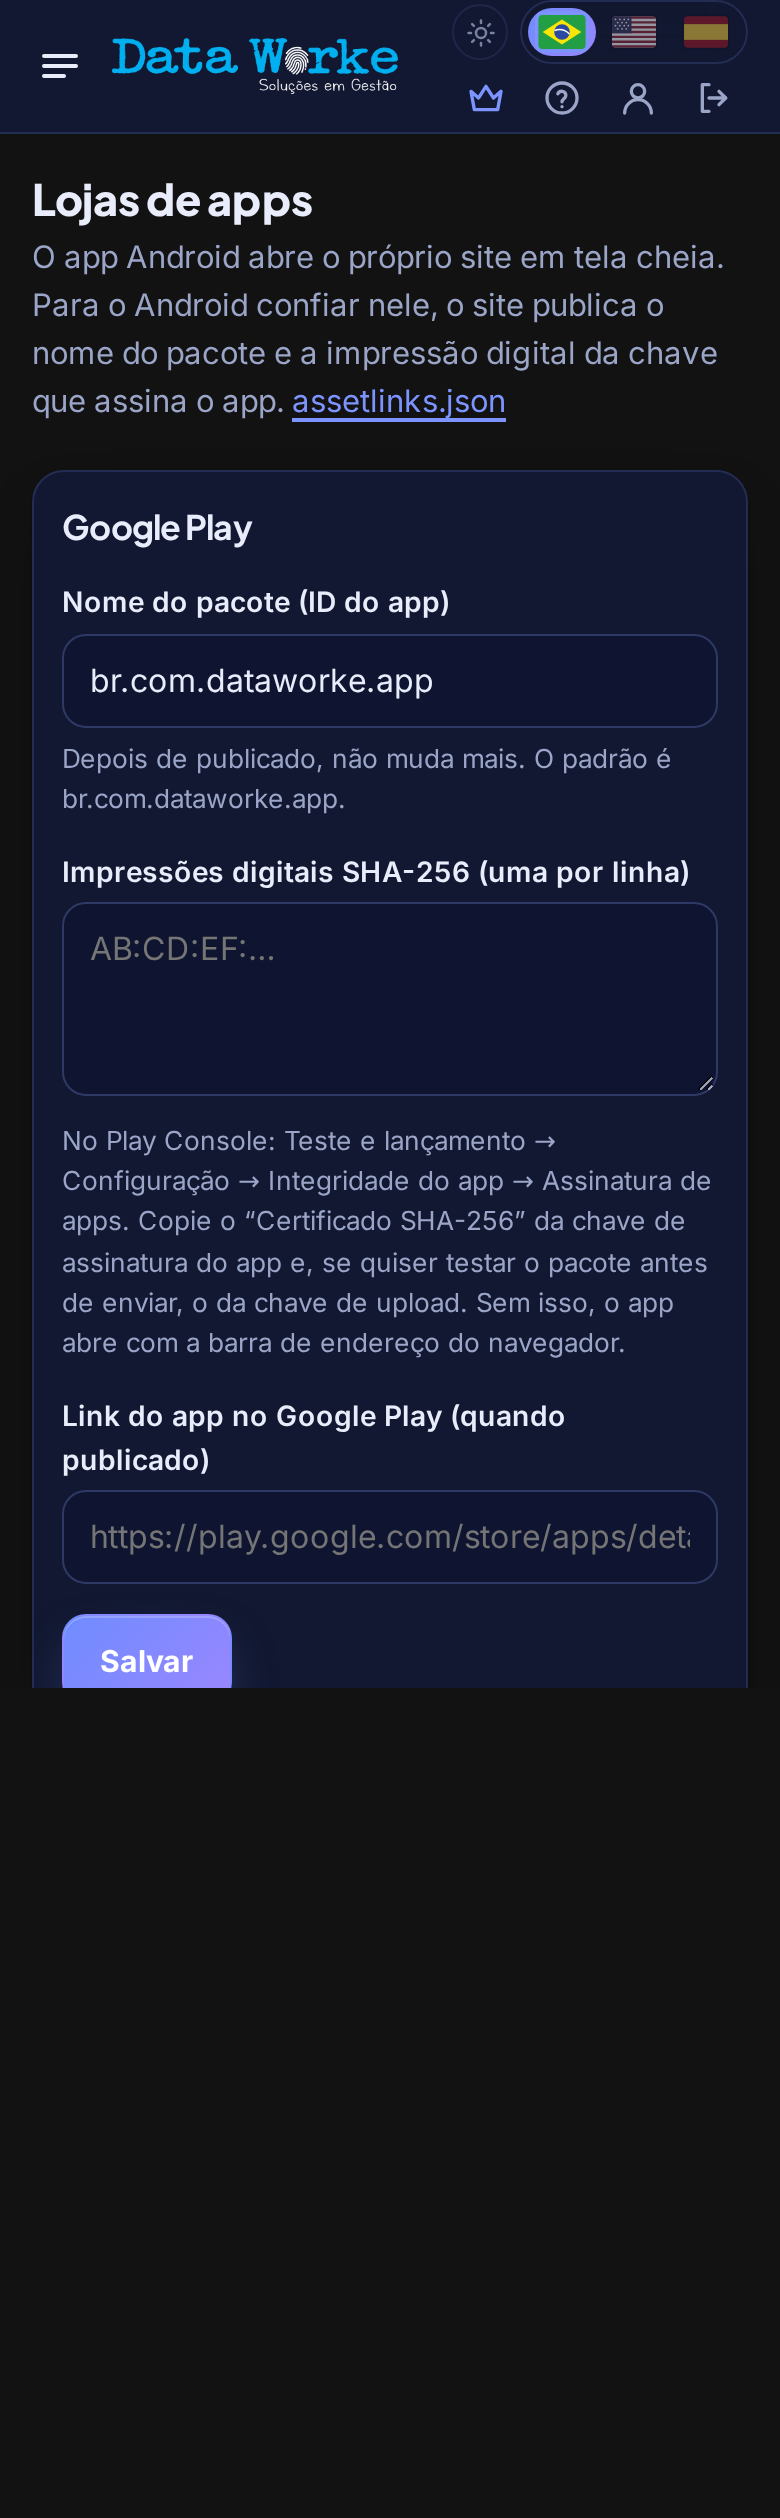 Data Worke
Soluções em Gestão
Lojas de apps
O app Android abre o próprio site em tela cheia.
Para o Android confiar nele, o site publica o
nome do pacote e a impressão digital da chave
que assina o app. assetlinks.json
Google Play
Nome do pacote (ID do app)
br.com.dataworke.app
Depois de publicado, não muda mais. O padrão é
br.com.dataworke.app.
Impressões digitais SHA-256 (uma por linha)
AB:CD:EF:...
No Play Console: Teste e lançamento →
Configuração → Integridade do app → Assinatura de
apps. Copie o “Certificado SHA-256” da chave de
assinatura do app e, se quiser testar o pacote antes
de enviar, o da chave de upload. Sem isso, o app
abre com a barra de endereço do navegador.
Link do app no Google Play (quando
publicado)
https://play.google.com/store/apps/deta
Salvar